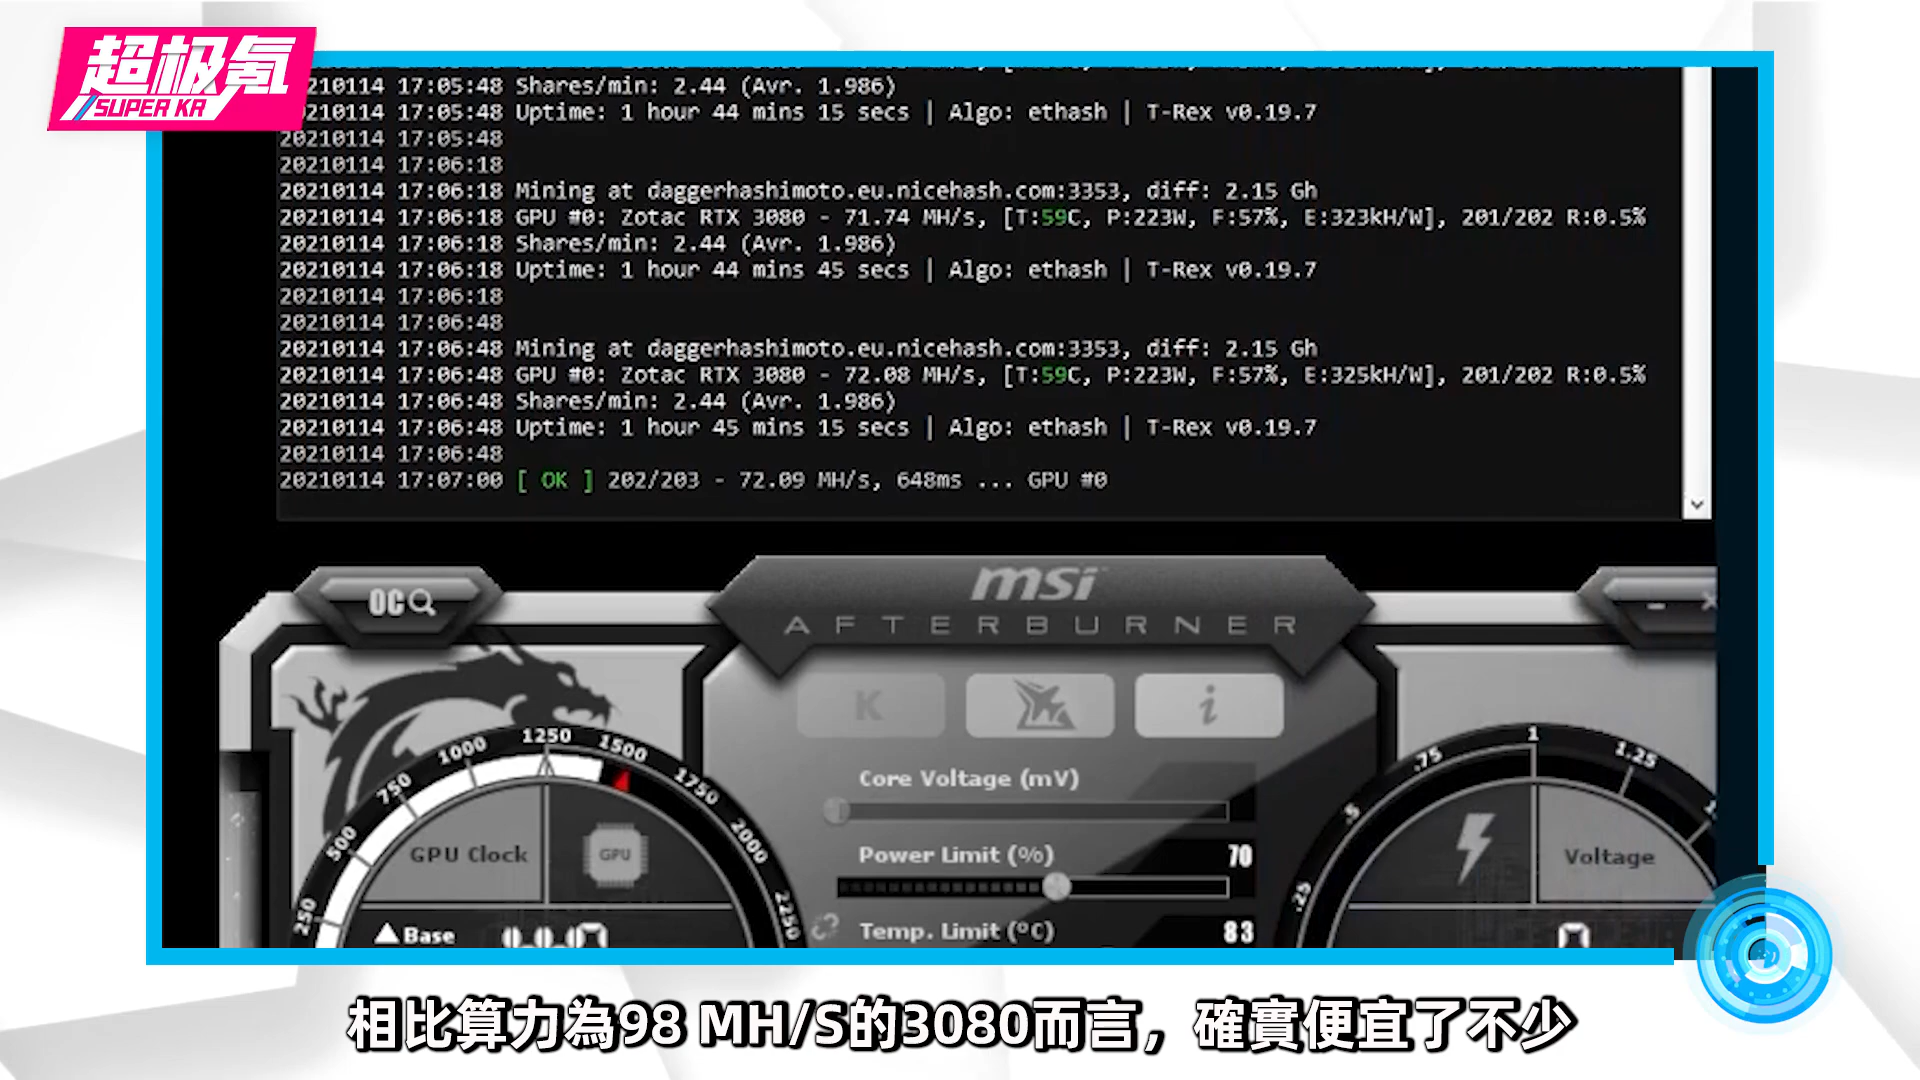 超极氪
SUPER KR
20210114 17:05:48 Shares/min: 2.44 (Avr. 1.986)
20210114 17:05:48 Uptime: 1 hour 44 mins 15 secs | Algo: ethash | T-Rex v0.19.7
20210114 17:05:48
20210114 17:06:18
20210114 17:06:18 Mining at daggerhashimoto.eu.nicehash.com:3353, diff: 2.15 Gh
20210114 17:06:18 GPU #0: Zotac RTX 3080 - 71.74 MH/s, [T:59C, P:223W, F:57%, E:323kH/W], 201/202 R:0.5%
20210114 17:06:18 Shares/min: 2.44 (Avr. 1.986)
20210114 17:06:18 Uptime: 1 hour 44 mins 45 secs | Algo: ethash | T-Rex v0.19.7
20210114 17:06:18
20210114 17:06:48
20210114 17:06:48 Mining at daggerhashimoto.eu.nicehash.com:3353, diff: 2.15 Gh
20210114 17:06:48 GPU #0: Zotac RTX 3080 - 72.08 MH/s, [T:59C, P:223W, F:57%, E:325kH/W], 201/202 R:0.5%
20210114 17:06:48 Shares/min: 2.44 (Avr. 1.986)
20210114 17:06:48 Uptime: 1 hour 45 mins 15 secs | Algo: ethash | T-Rex v0.19.7
20210114 17:06:48
20210114 17:07:00 [ OK ] 202/203 - 72.09 MH/s, 648ms ... GPU #0
OC
msi
AFTERBURNER
K
i
250 500 750 1000 1250 1500 1750 2000 2250
GPU Clock
GPU
Base
Core Voltage (mV)
Power Limit (%) 70
Temp. Limit (°C) 83
.25 .5 .75 1 1.25
Voltage
相比算力為98 MH/S的3080而言，確實便宜了不少